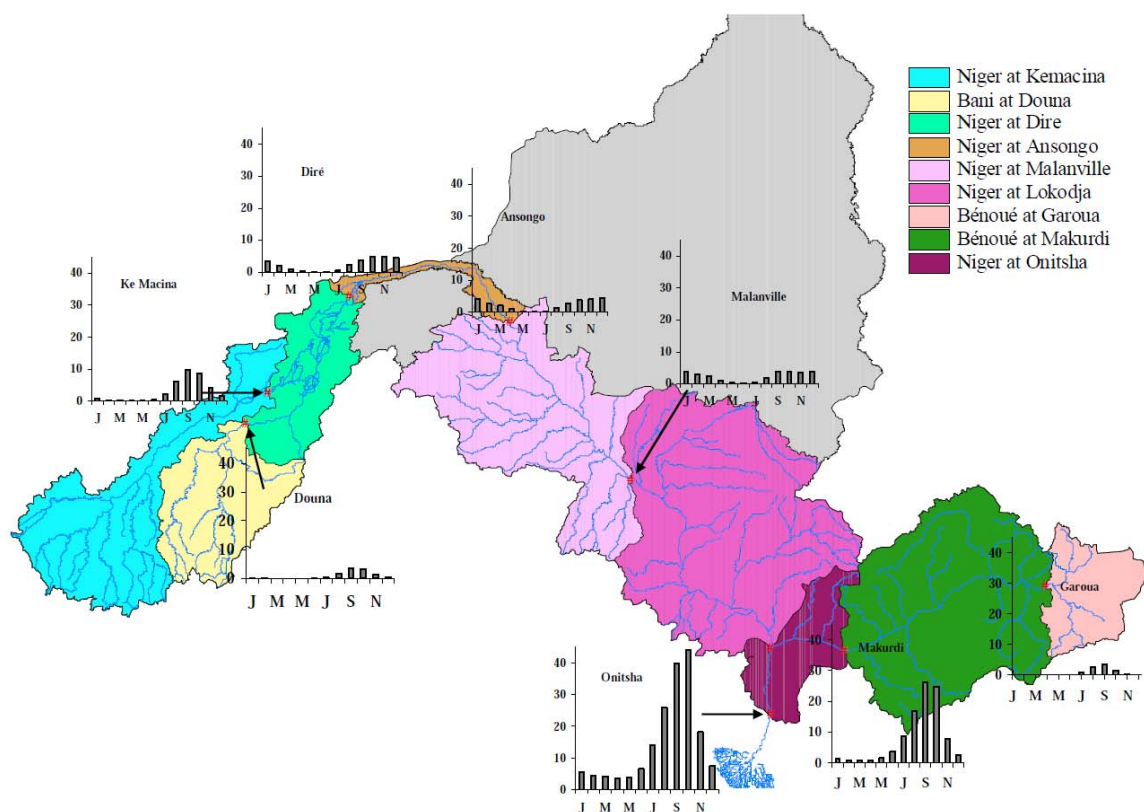 Niger at Kemacina
Bani at Douna
Niger at Dire
Niger at Ansongo
Niger at Malanville
Niger at Lokodja
Bénoué at Garoua
Bénoué at Makurdi
Niger at Onitsha
Diré
40
30
20
10
0
J M M J S N
Ansongo
40
30
20
10
0
J M M J S N
Malanville
40
30
20
10
0
J M M J S N
Ke Macina
40
30
20
10
0
J M M J S N
Douna
40
30
20
10
0
J M M J S N
Garoua
40
30
20
10
0
J M M J S N
Makurdi
40
30
20
10
0
J M M J S N
Onitsha
40
30
20
10
0
J M M J S N